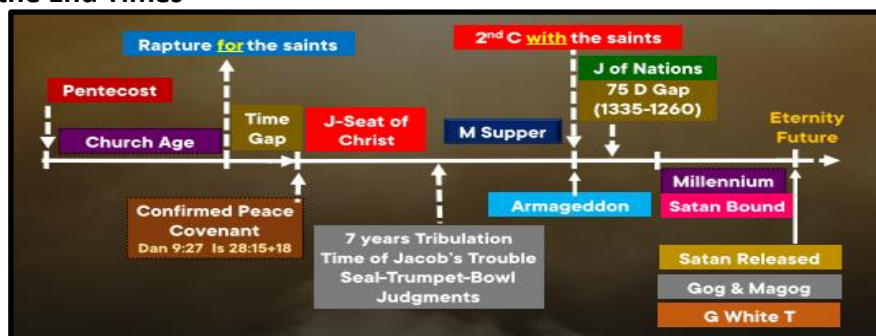 the End Times
Rapture for the saints
2nd C with the saints
J of Nations
75 D Gap
(1335-1260)
Pentecost
Time
Gap
J-Seat of
Christ
M Supper
Eternity
Future
Church Age
Millennium
Satan Bound
Confirmed Peace
Covenant
Dan 9:27 Is 28:15+18
Armageddon
7 years Tribulation
Time of Jacob's Trouble
Seal-Trumpet-Bowl
Judgments
Satan Released
Gog & Magog
G White T